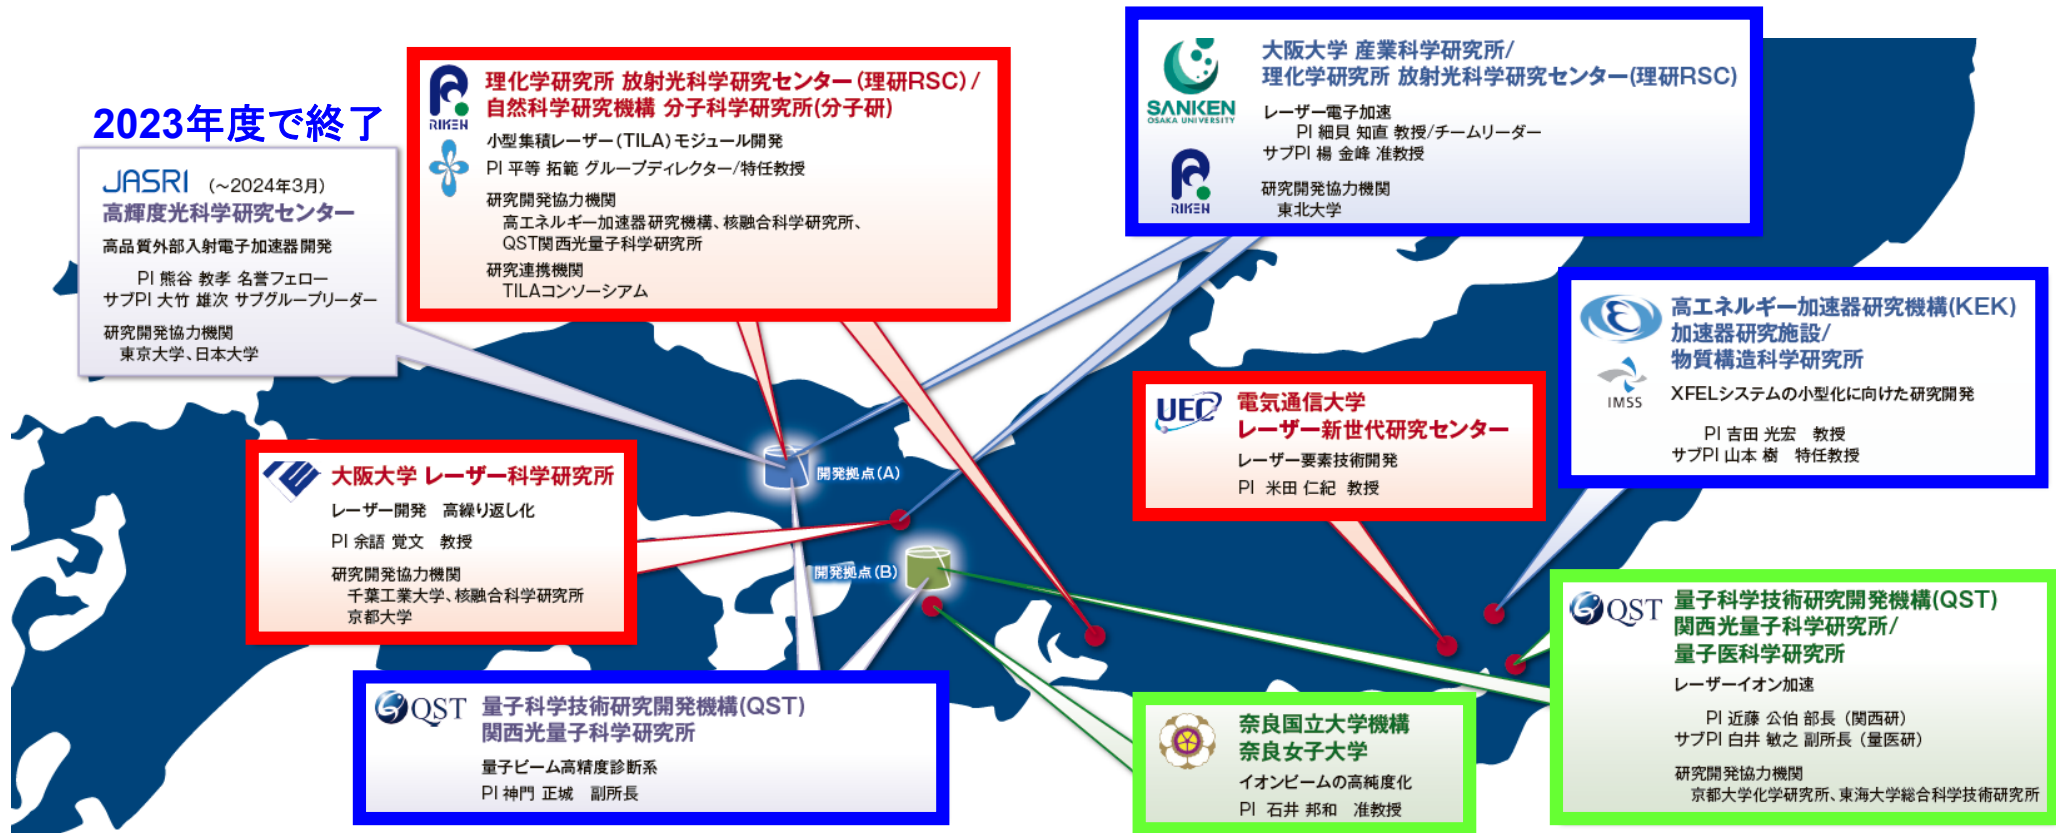 2023年度で終了
JASRI (～2024年3月)
高輝度光科学研究センター
高品質外部入射電子加速器開発
PI 熊谷 教孝 名誉フェロー
サブPI 大竹 雄次 サブグループリーダー
研究開発協力機関
東京大学、日本大学
RIKEN
理化学研究所 放射光科学研究センター(理研RSC)/
自然科学研究機構 分子科学研究所(分子研)
小型集積レーザー(TILA)モジュール開発
PI 平等 拓範 グループディレクター/特任教授
研究開発協力機関
高エネルギー加速器研究機構、核融合科学研究所、
QST関西光量子科学研究所
研究連携機関
TILAコンソーシアム
SANKEN
OSAKA UNIVERSITY
RIKEN
大阪大学 産業科学研究所/
理化学研究所 放射光科学研究センター(理研RSC)
レーザー電子加速
PI 細貝 知直 教授/チームリーダー
サブPI 楊 金峰 准教授
研究開発協力機関
東北大学
IMSS
高エネルギー加速器研究機構(KEK)
加速器研究施設/
物質構造科学研究所
XFELシステムの小型化に向けた研究開発
PI 吉田 光宏 教授
サブPI 山本 樹 特任教授
UEC
電気通信大学
レーザー新世代研究センター
レーザー要素技術開発
PI 米田 仁紀 教授
大阪大学 レーザー科学研究所
レーザー開発 高繰り返し化
PI 余語 覚文 教授
研究開発協力機関
千葉工業大学、核融合科学研究所
京都大学
開発拠点(A)
開発拠点(B)
QST
量子科学技術研究開発機構(QST)
関西光量子科学研究所
量子ビーム高精度診断系
PI 神門 正城 副所長
奈良国立大学機構
奈良女子大学
イオンビームの高純度化
PI 石井 邦和 准教授
QST
量子科学技術研究開発機構(QST)
関西光量子科学研究所/
量子医科学研究所
レーザーイオン加速
PI 近藤 公伯 部長(関西研)
サブPI 白井 敏之 副所長(量医研)
研究開発協力機関
京都大学化学研究所、東海大学総合科学技術研究所